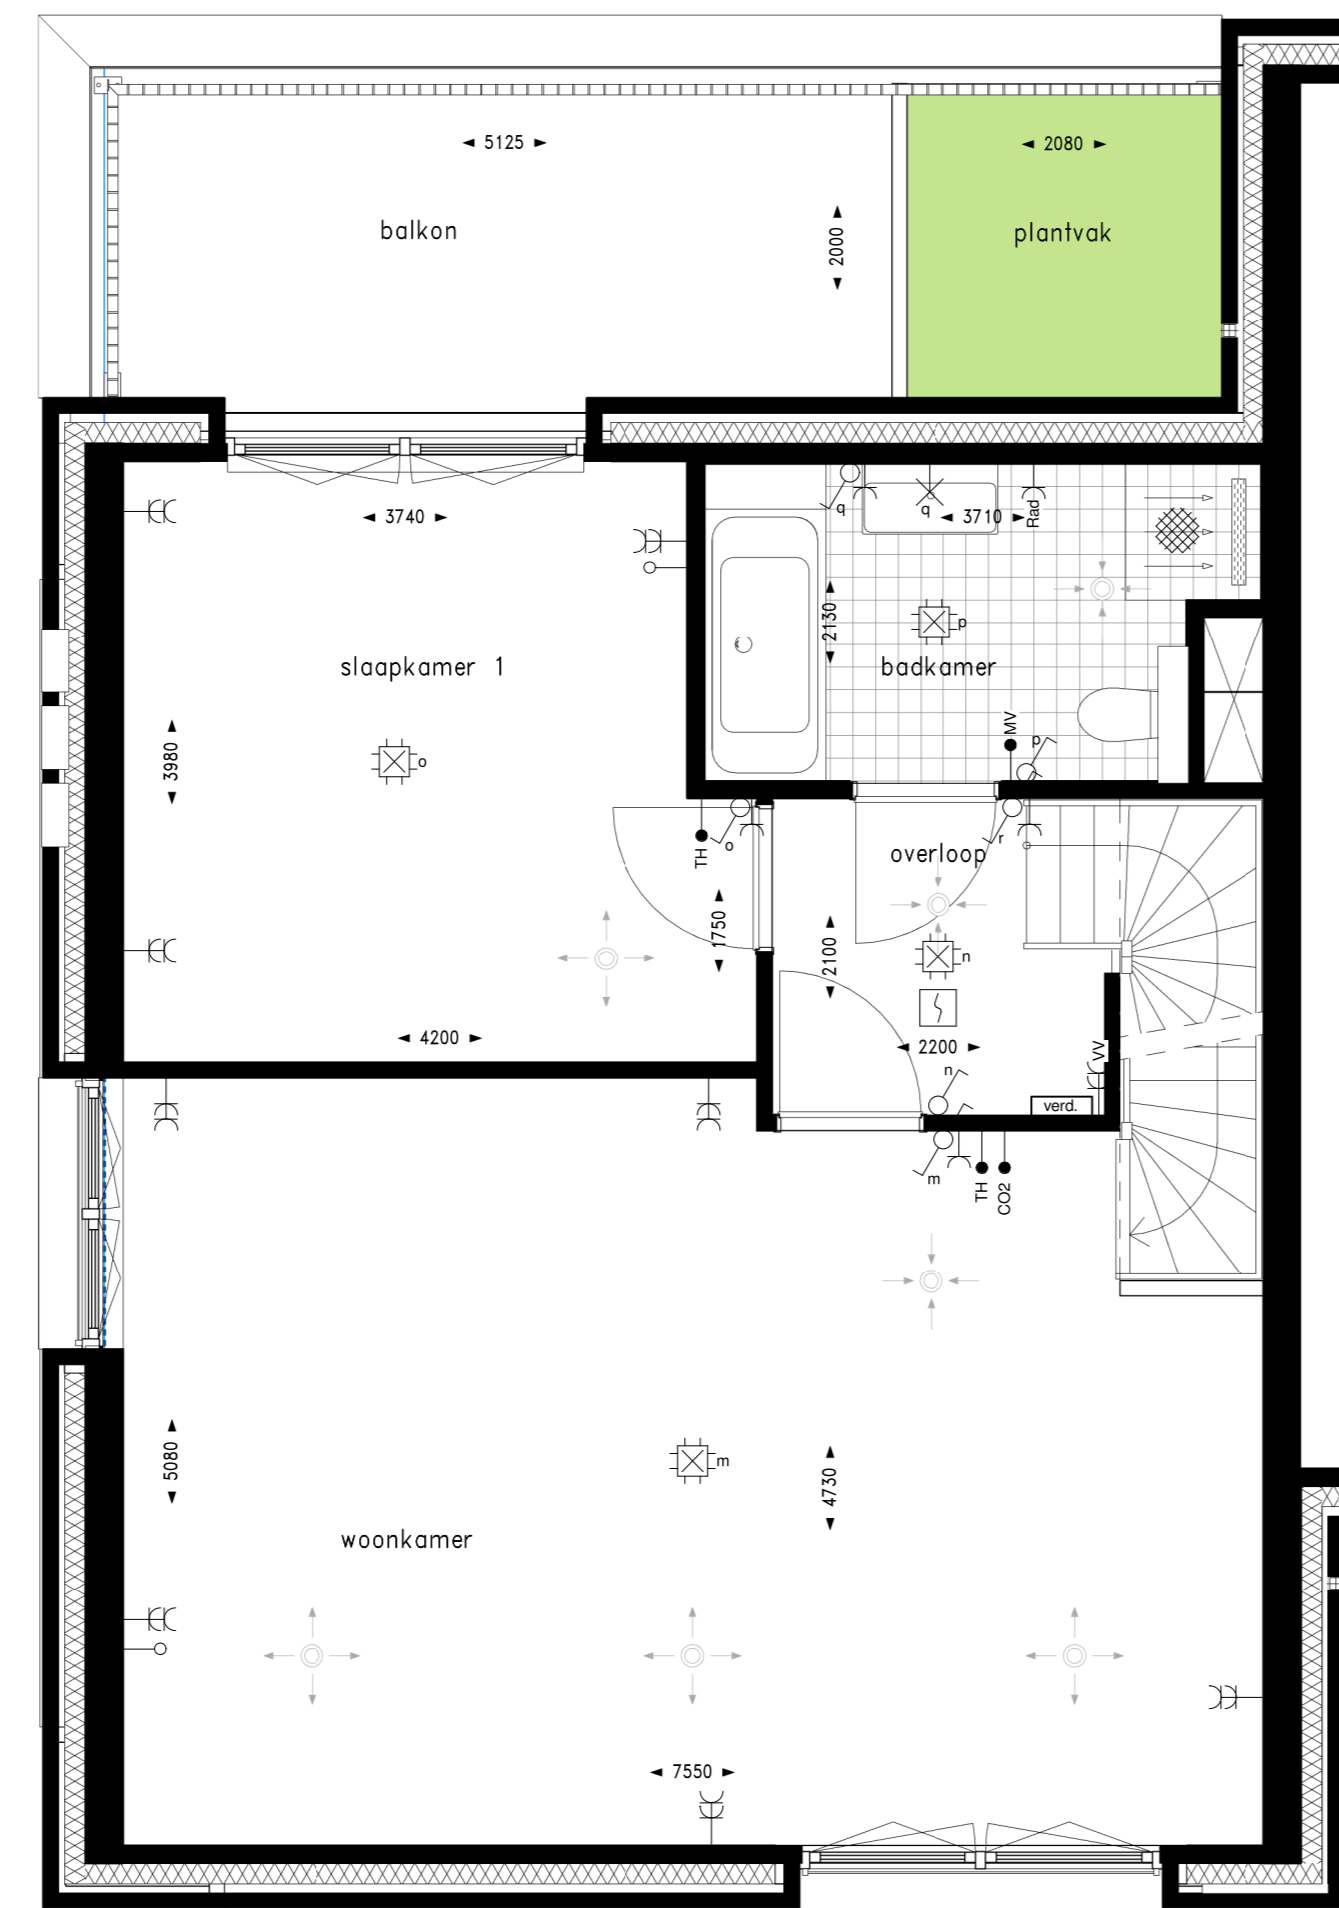 5125
2080
balkon
2000
plantvak
3740
q
q
3710
Rad
2130
p
slaapkamer 1
badkamer
MV
p
3980
o
TH
o
r
overloop
1750
2100
n
4200
2200
VV
n
verd.
m
TH
CO2
5080
m
4730
woonkamer
7550